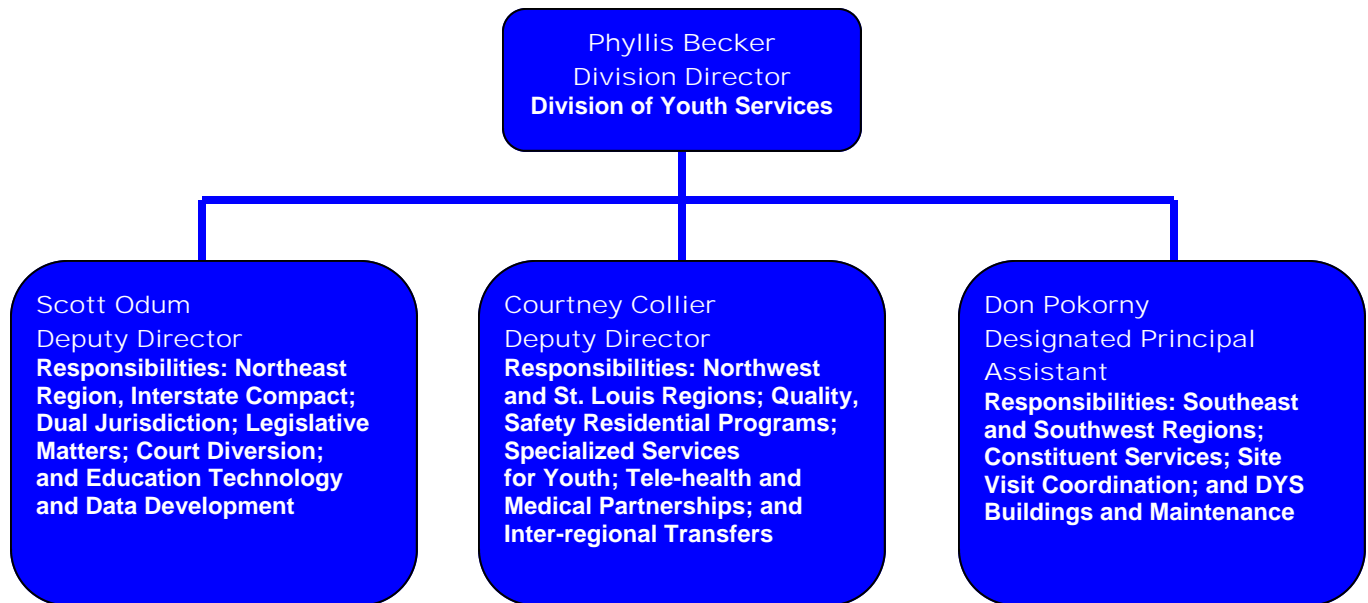 Phyllis Becker
Division Director
Division of Youth Services
Scott Odum
Deputy Director
Responsibilities: Northeast
Region, Interstate Compact;
Dual Jurisdiction; Legislative
Matters; Court Diversion;
and Education Technology
and Data Development
Courtney Collier
Deputy Director
Responsibilities: Northwest
and St. Louis Regions; Quality,
Safety Residential Programs;
Specialized Services
for Youth; Tele-health and
Medical Partnerships; and
Inter-regional Transfers
Don Pokorny
Designated Principal
Assistant
Responsibilities: Southeast
and Southwest Regions;
Constituent Services; Site
Visit Coordination; and DYS
Buildings and Maintenance